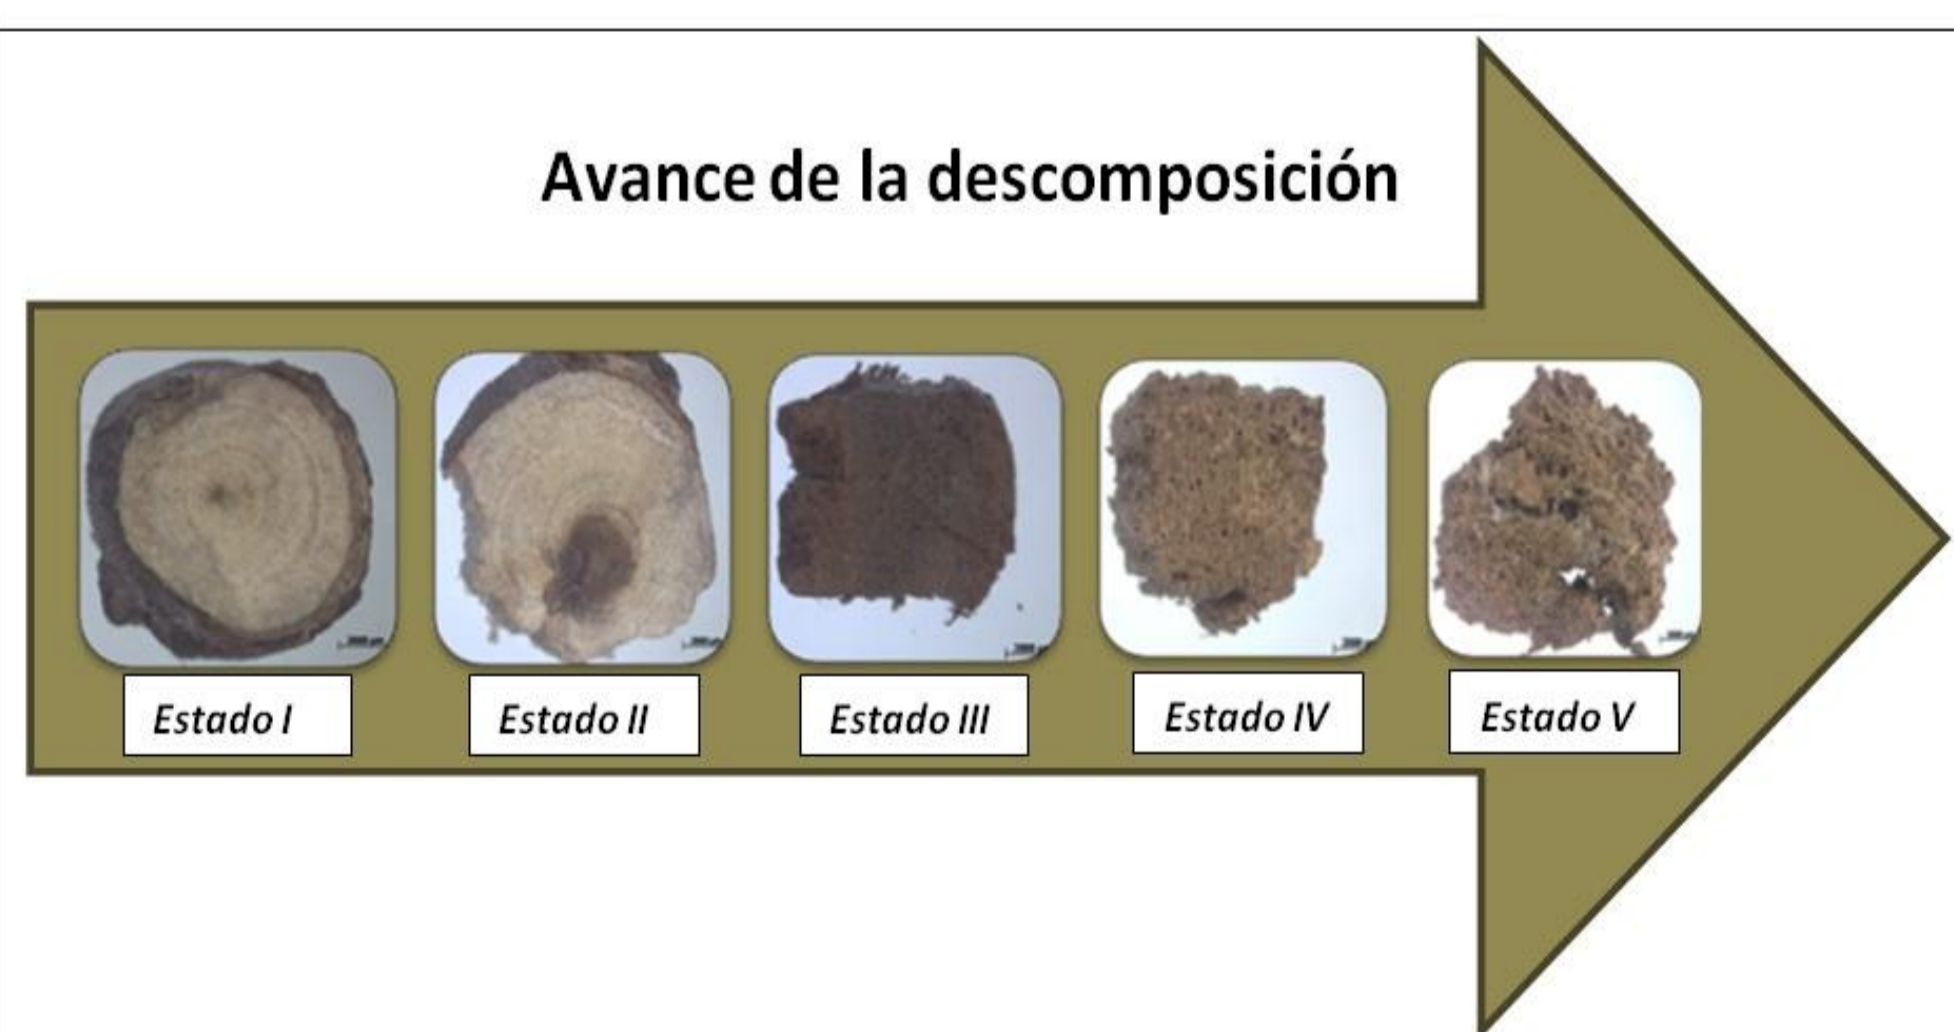 Avance de la descomposición
Estado I
Estado II
Estado III
Estado IV
Estado V